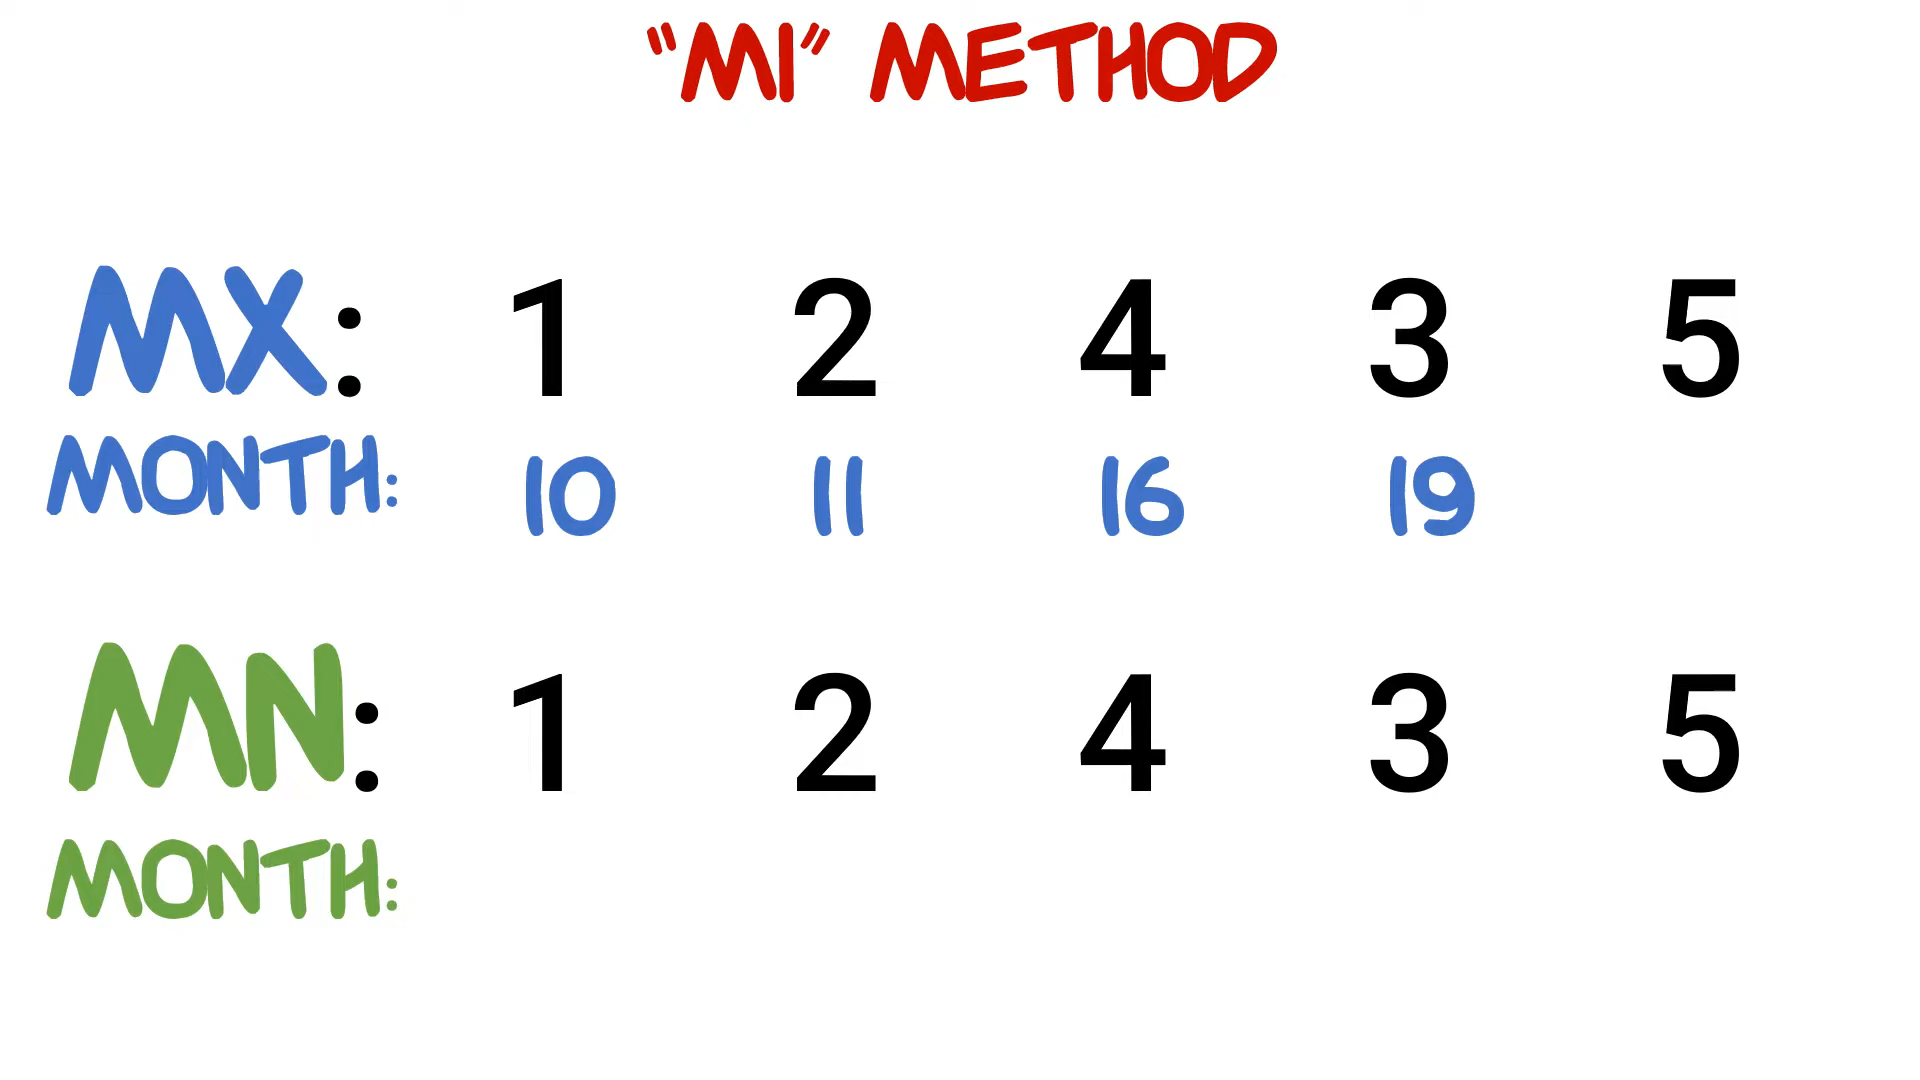 “MI” METHOD
MX: 1 2 4 3 5
MONTH: 10 11 16 19
MN: 1 2 4 3 5
MONTH: